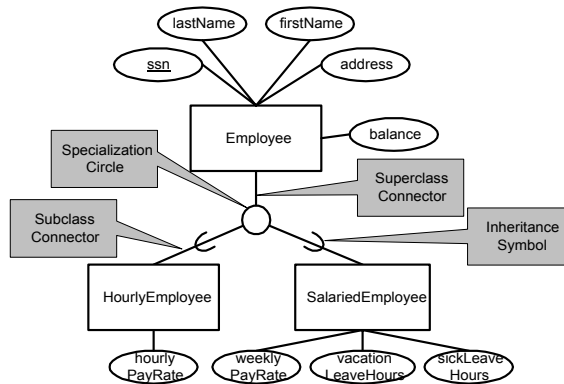 lastName
firstName
ssn
address
Employee
balance
Specialization
Circle
Superclass
Connector
Subclass
Connector
Inheritance
Symbol
HourlyEmployee
SalariedEmployee
hourly
PayRate
weekly
PayRate
vacation
LeaveHours
sickLeave
Hours